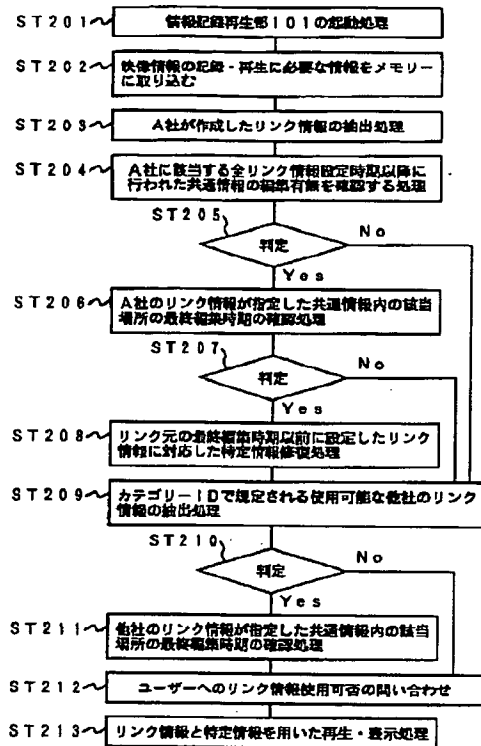 ST201 情報記録再生部101の起動処理
ST202 映像情報の記録・再生に必要な情報をメモリー
に取り込む
ST203 A社が作成したリンク情報の抽出処理
ST204 A社に該当する全リンク情報設定時期以降に
行われた共通情報の編集有無を確認する処理
ST205 判定 No
Yes
ST206 A社のリンク情報が指定した共通情報内の該当
場所の最終編集時期の確認処理
ST207 判定 No
Yes
ST208 リンク元の最終編集時期以前に設定したリンク
情報に対応した特定情報修復処理
ST209 カテゴリーIDで規定される使用可能な他社のリンク
情報の抽出処理
ST210 判定 No
Yes
ST211 他社のリンク情報が指定した共通情報内の該当
場所の最終編集時期の確認処理
ST212 ユーザーへのリンク情報使用可否の問い合わせ
ST213 リンク情報と特定情報を用いた再生・表示処理